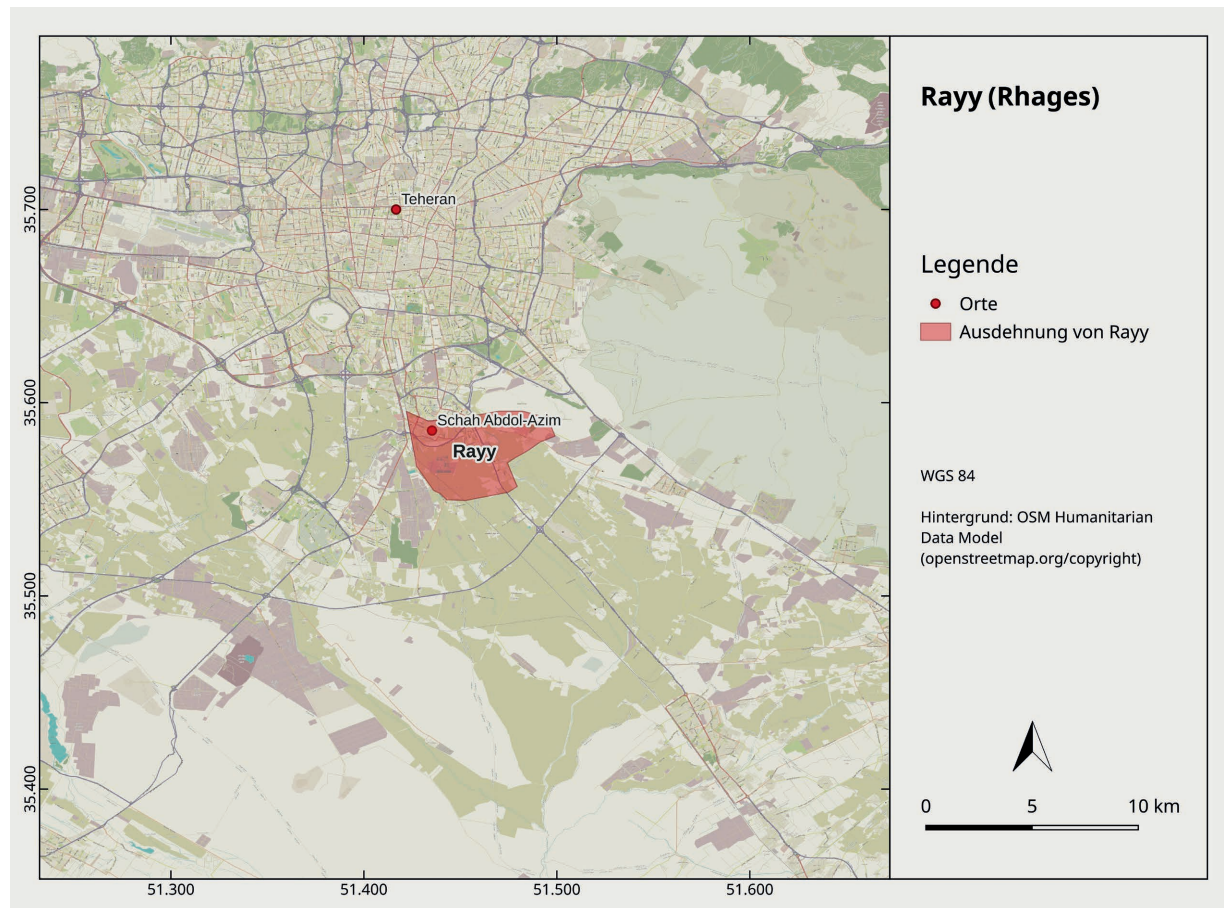 Rayy (Rhages)
Teheran
Schah Abdol-Azim
Rayy
35.700
35.600
35.500
35.400
51.300
51.400
51.500
51.600
Legende
Orte
Ausdehnung von Rayy
WGS 84
Hintergrund: OSM Humanitarian
Data Model
(openstreetmap.org/copyright)
0 5 10 km